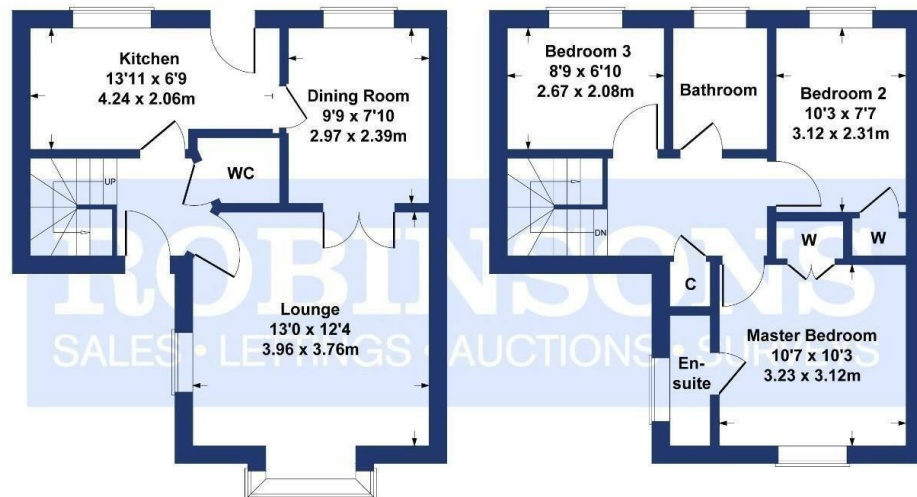 Kitchen
13'11 x 6'9
4.24 x 2.06m
Dining Room
9'9 x 7'10
2.97 x 2.39m
WC
UP
Lounge
13'0 x 12'4
3.96 x 3.76m
Bedroom 3
8'9 x 6'10
2.67 x 2.08m
Bathroom
Bedroom 2
10'3 x 7'7
3.12 x 2.31m
DN
W
W
C
En-
suite
Master Bedroom
10'7 x 10'3
3.23 x 3.12m
ROBINSONS
SALES • LETTINGS • AUCTIONS • SURVEYS